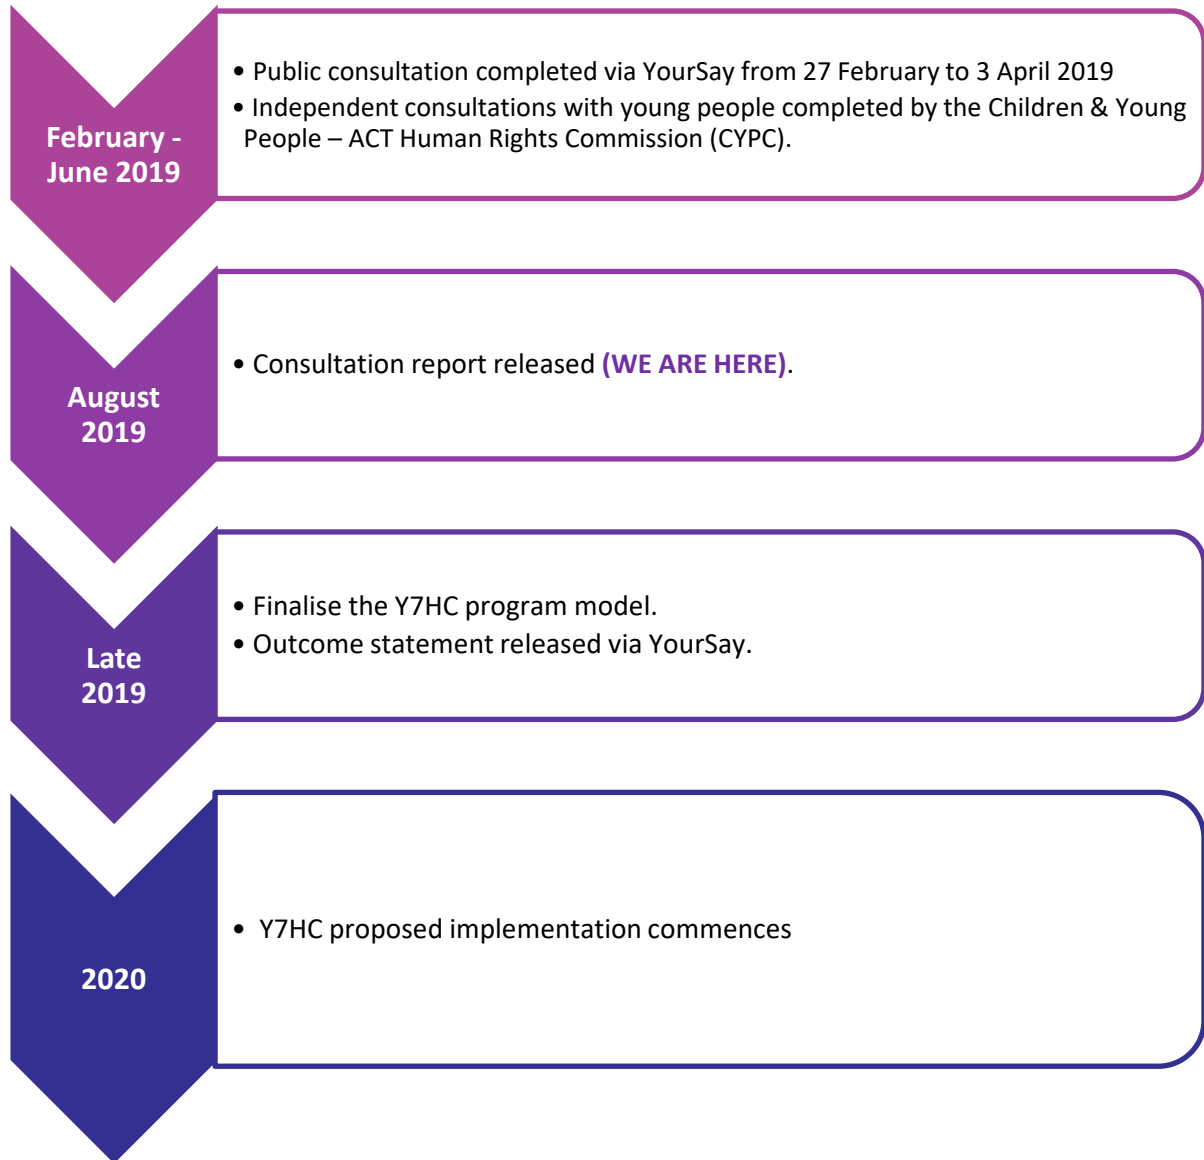 February -
June 2019
• Public consultation completed via YourSay from 27 February to 3 April 2019
• Independent consultations with young people completed by the Children & Young
People – ACT Human Rights Commission (CYPC).
August
2019
• Consultation report released (WE ARE HERE).
Late
2019
• Finalise the Y7HC program model.
• Outcome statement released via YourSay.
2020
• Y7HC proposed implementation commences